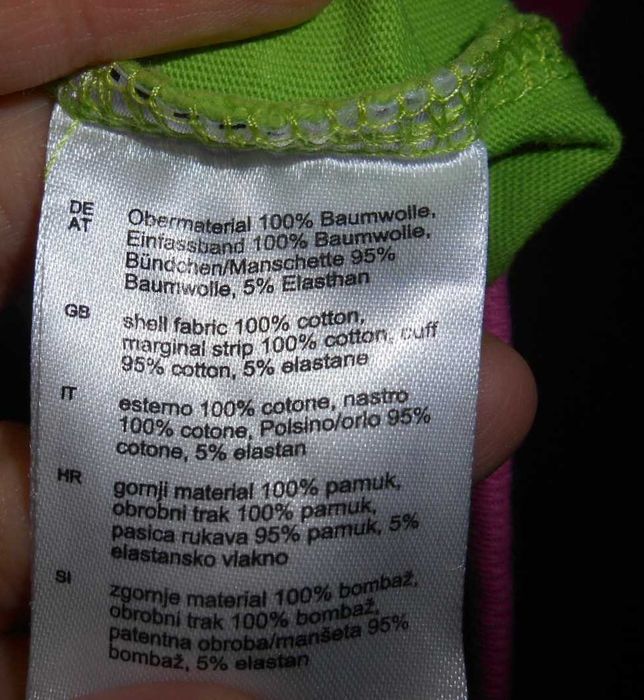 DE AT Obermaterial 100% Baumwolle,
Einfassband 100% Baumwolle,
Bündchen/Manschette 95%
Baumwolle, 5% Elasthan
GB shell fabric 100% cotton,
marginal strip 100% cotton, cuff
95% cotton, 5% elastane
IT esterno 100% cotone, nastro
100% cotone, Polsino/orlo 95%
cotone, 5% elastan
HR gornji material 100% pamuk,
obrobni trak 100% pamuk,
pasica rukava 95% pamuk, 5%
elastansko vlakno
SI zgornje material 100% bombaž,
obrobni trak 100% bombaž,
patentna obroba/manšeta 95%
bombaž, 5% elastan